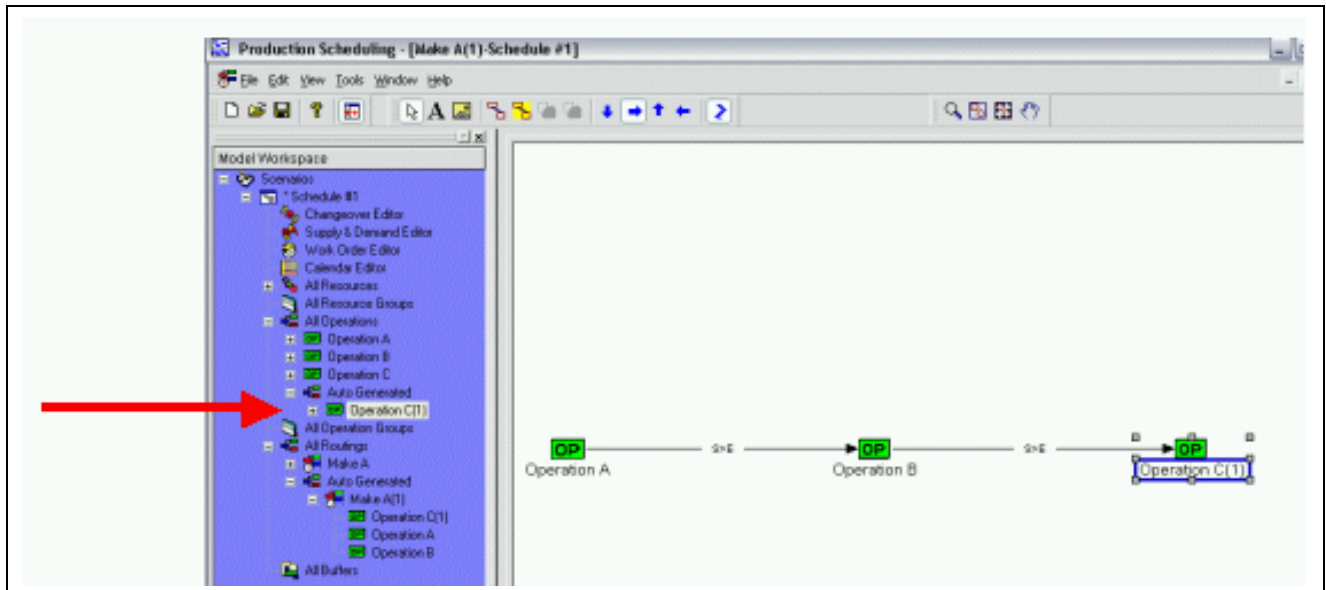 Production Scheduling - [Make A(1)-Schedule #1]
File Edit View Tools Window Help
Model Workspace
Scenarios
* Schedule #1
Changeover Editor
Supply & Demand Editor
Work Order Editor
Calendar Editor
All Resources
All Resource Groups
All Operations
Operation A
Operation B
Operation C
Auto Generated
Operation C(1)
All Operation Groups
All Routings
Make A
Auto Generated
Make A(1)
Operation C(1)
Operation A
Operation B
All Buffers
OP S>E OP S>E OP
Operation A Operation B Operation C(1)